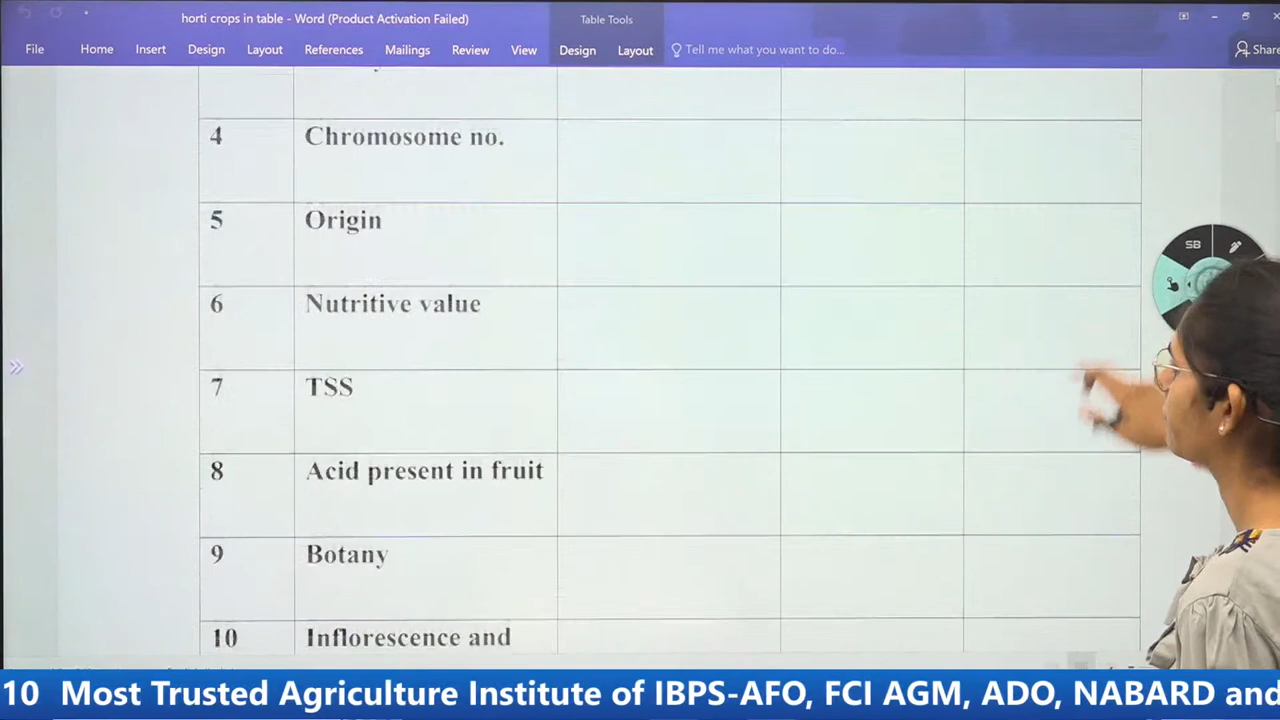 horti crops in table - Word (Product Activation Failed)
Table Tools
File Home Insert Design Layout References Mailings Review View Design Layout Tell me what you want to do... Share
4 Chromosome no.
5 Origin
SB
6 Nutritive value
7 TSS
8 Acid present in fruit
9 Botany
10 Inflorescence and
10 Most Trusted Agriculture Institute of IBPS-AFO, FCI AGM, ADO, NABARD and